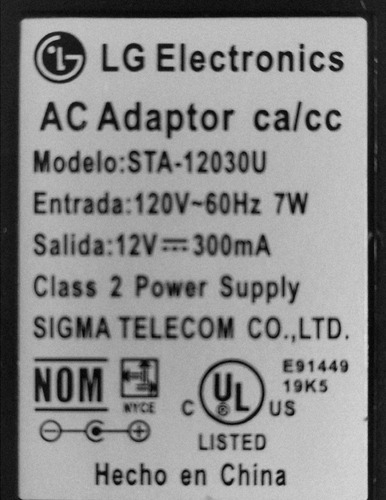 LG LG Electronics
AC Adaptor ca/cc
Modelo:STA-12030U
Entrada:120V~60Hz 7W
Salida:12V⎓300mA
Class 2 Power Supply
SIGMA TELECOM CO.,LTD.
NOM
NYCE
C UL® US
LISTED
E91449
19K5
Hecho en China